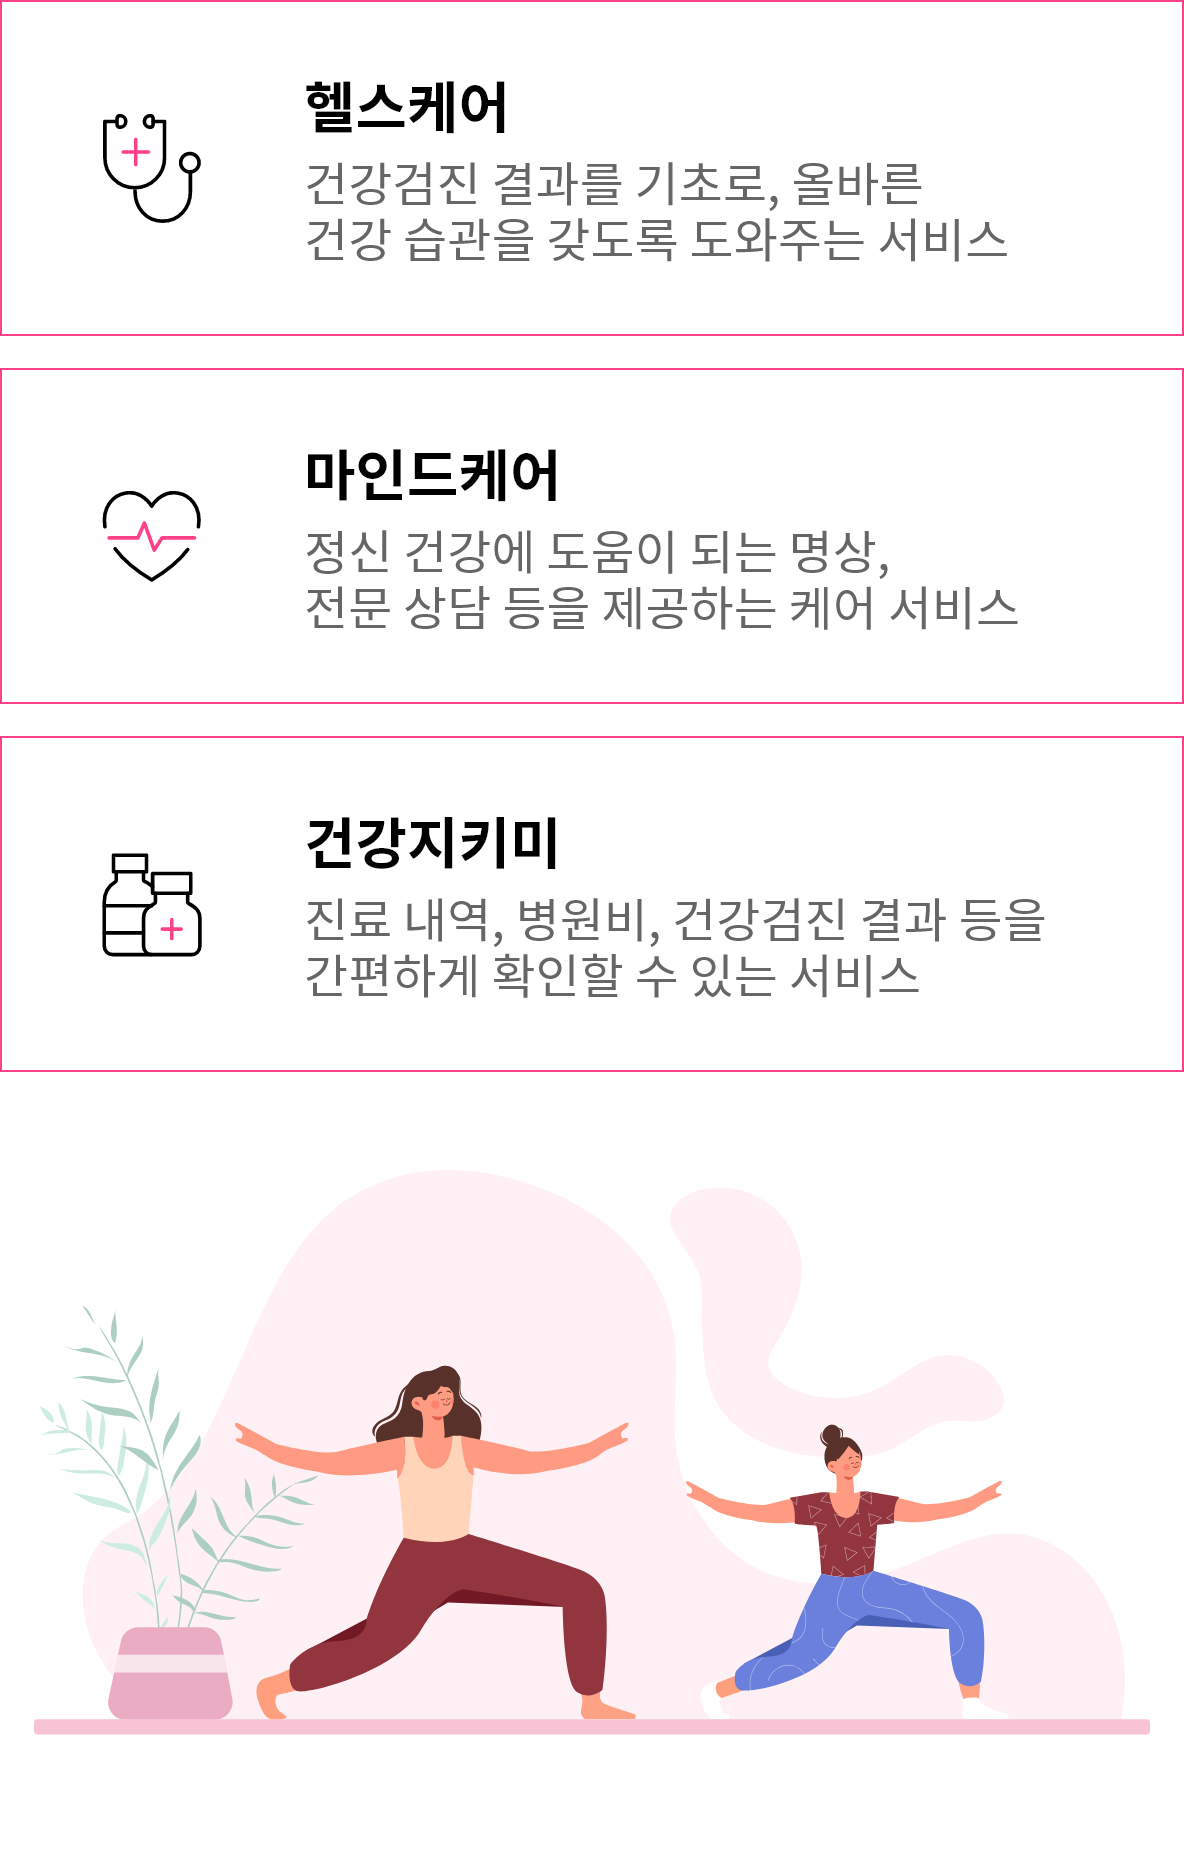 헬스케어
건강검진 결과를 기초로, 올바른
건강 습관을 갖도록 도와주는 서비스
마인드케어
정신 건강에 도움이 되는 명상,
전문 상담 등을 제공하는 케어 서비스
건강지키미
진료 내역, 병원비, 건강검진 결과 등을
간편하게 확인할 수 있는 서비스